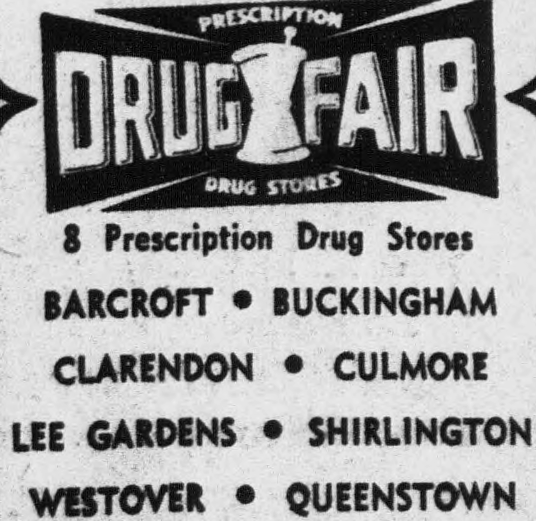 PRESCRIPTION
DRUG FAIR
DRUG STORES
8 Prescription Drug Stores
BARCROFT • BUCKINGHAM
CLARENDON • CULMORE
LEE GARDENS • SHIRLINGTON
WESTOVER • QUEENSTOWN